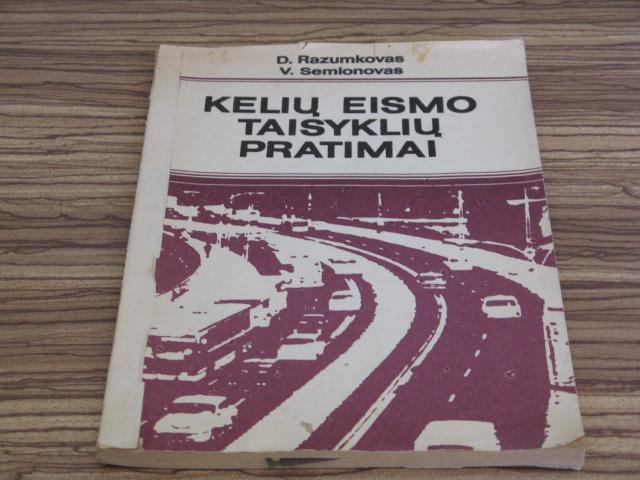 D. Razumkovas
V. Semionovas
KELIŲ EISMO
TAISYKLIŲ
PRATIMAI